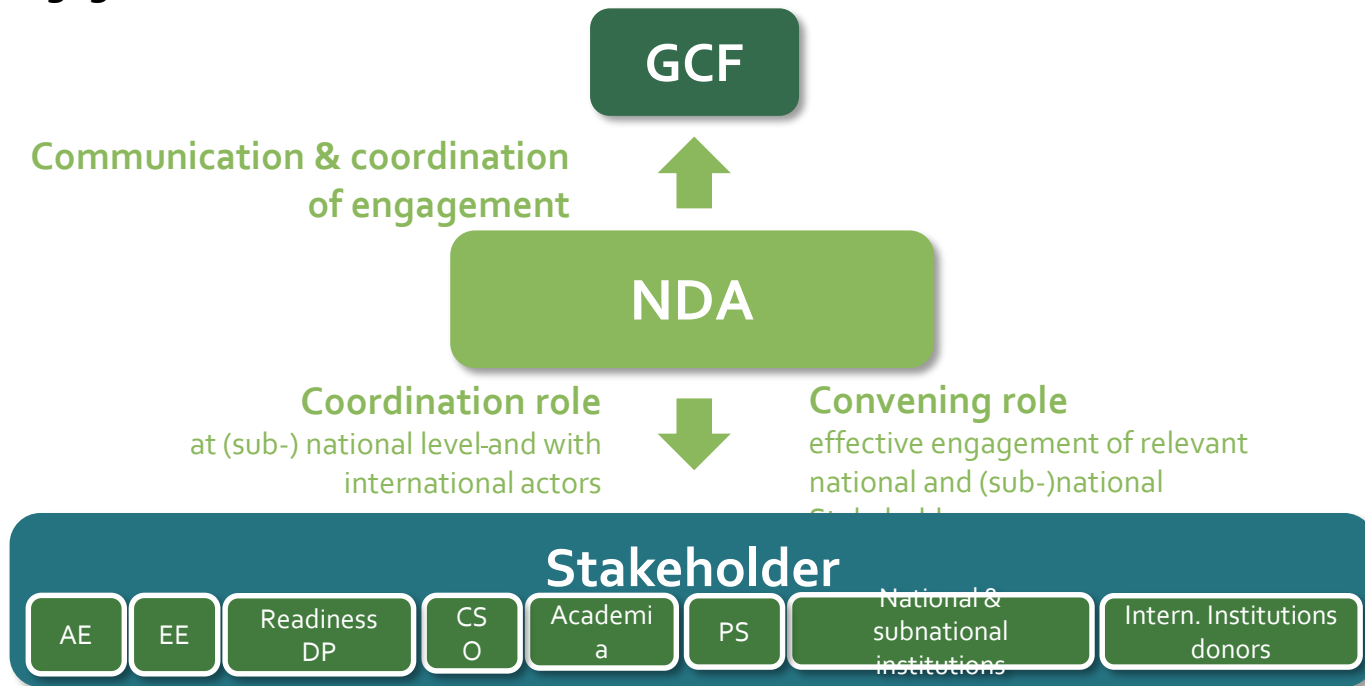 GCF
Communication & coordination
of engagement
NDA
Coordination role
at (sub-) national level-and with
international actors
Convening role
effective engagement of relevant
national and (sub-)national
Stakeholder
AE
EE
Readiness
DP
CS
O
Academi
a
PS
National &
subnational
institutions
Intern. Institutions
donors